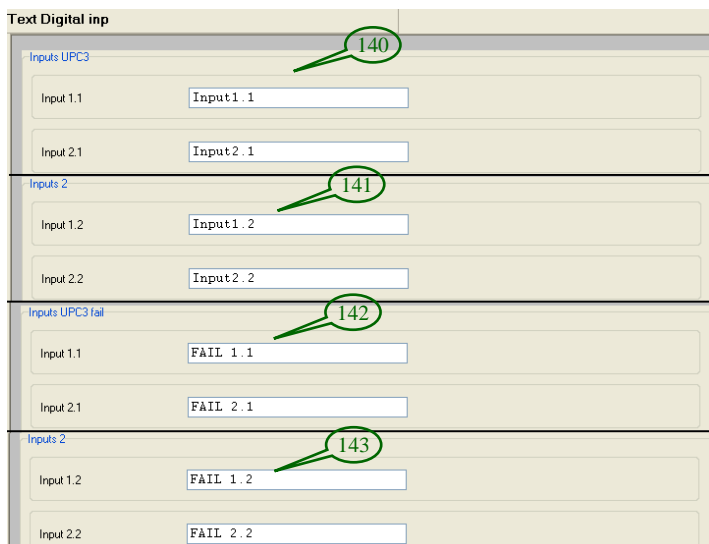 Text Digital inp
140
Inputs UPC3
Input 1.1 Input1.1
Input 2.1 Input2.1
141
Inputs 2
Input 1.2 Input1.2
Input 2.2 Input2.2
142
Inputs UPC3 fail
Input 1.1 FAIL 1.1
Input 2.1 FAIL 2.1
143
Inputs 2
Input 1.2 FAIL 1.2
Input 2.2 FAIL 2.2